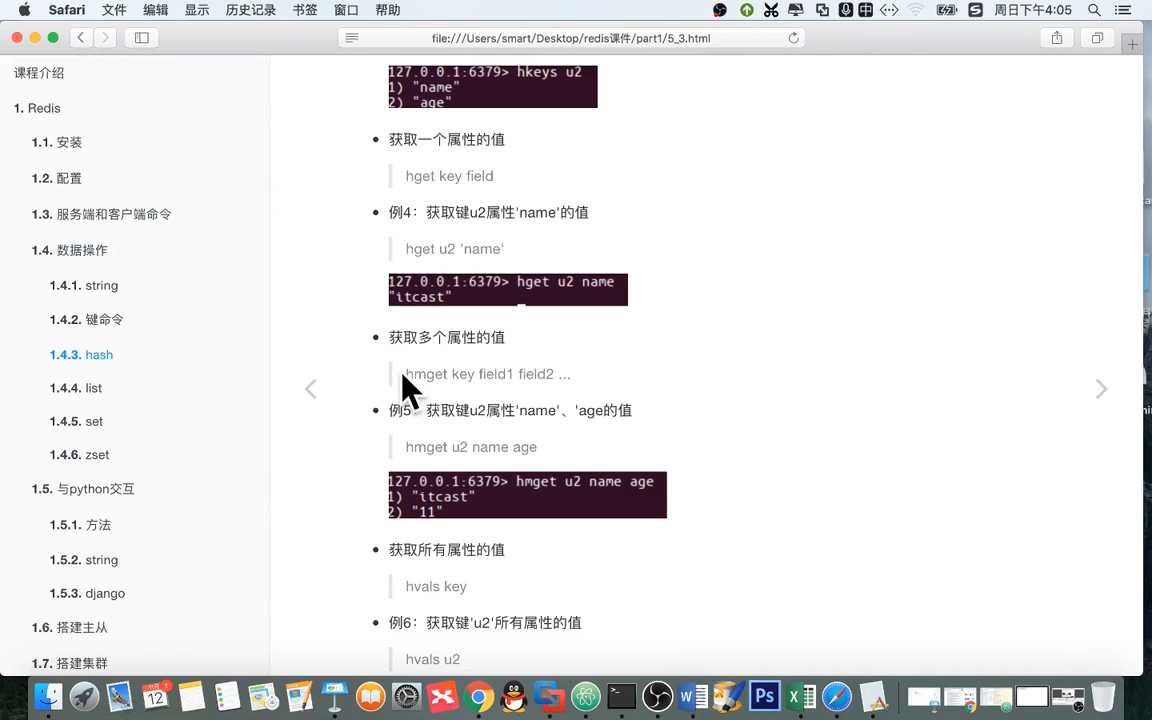 Safari 文件 编辑 显示 历史记录 书签 窗口 帮助 周日下午4:05
file:///Users/smart/Desktop/redis课件/part1/5_3.html
课程介绍
1. Redis
1.1. 安装
1.2. 配置
1.3. 服务端和客户端命令
1.4. 数据操作
1.4.1. string
1.4.2. 键命令
1.4.3. hash
1.4.4. list
1.4.5. set
1.4.6. zset
1.5. 与python交互
1.5.1. 方法
1.5.2. string
1.5.3. django
1.6. 搭建主从
1.7. 搭建集群
127.0.0.1:6379> hkeys u2
1) "name"
2) "age"
获取一个属性的值
hget key field
例4：获取键u2属性'name'的值
hget u2 'name'
127.0.0.1:6379> hget u2 name
"itcast"
获取多个属性的值
hmget key field1 field2 ...
例5：获取键u2属性'name'、'age的值
hmget u2 name age
127.0.0.1:6379> hmget u2 name age
1) "itcast"
2) "11"
获取所有属性的值
hvals key
例6：获取键'u2'所有属性的值
hvals u2
12
Ps